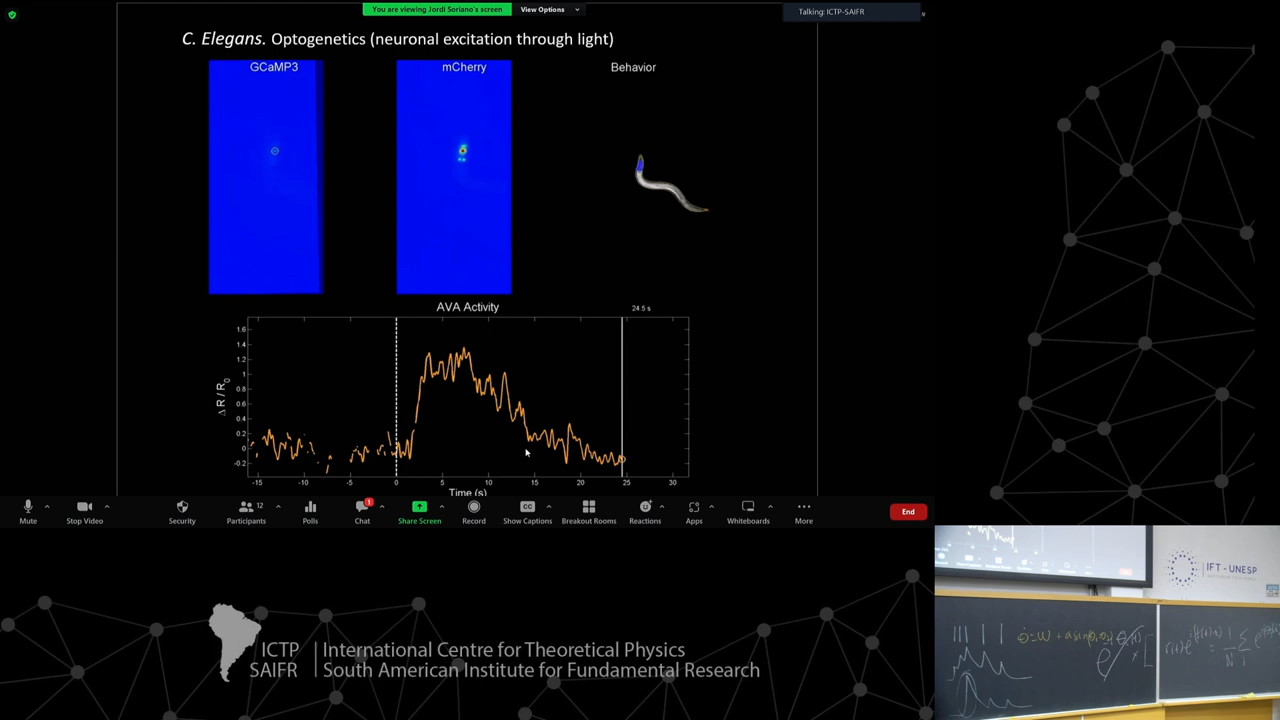 You are viewing Jordi Soriano's screen
View Options
Talking: ICTP-SAIFR
C. Elegans. Optogenetics (neuronal excitation through light)
GCaMP3
mCherry
Behavior
AVA Activity
24.5 s
1.6
1.4
1.2
1
0.8
0.6
0.4
0.2
0
-0.2
Δ R / R0
-15
-10
-5
0
5
10
15
20
25
30
Time (s)
Mute
Stop Video
Security
Participants
12
Polls
Chat
1
Share Screen
Record
CC
Show Captions
Breakout Rooms
Reactions
Apps
Whiteboards
More
End
ICTP
SAIFR
International Centre for Theoretical Physics
South American Institute for Fundamental Research
IFT - UNESP